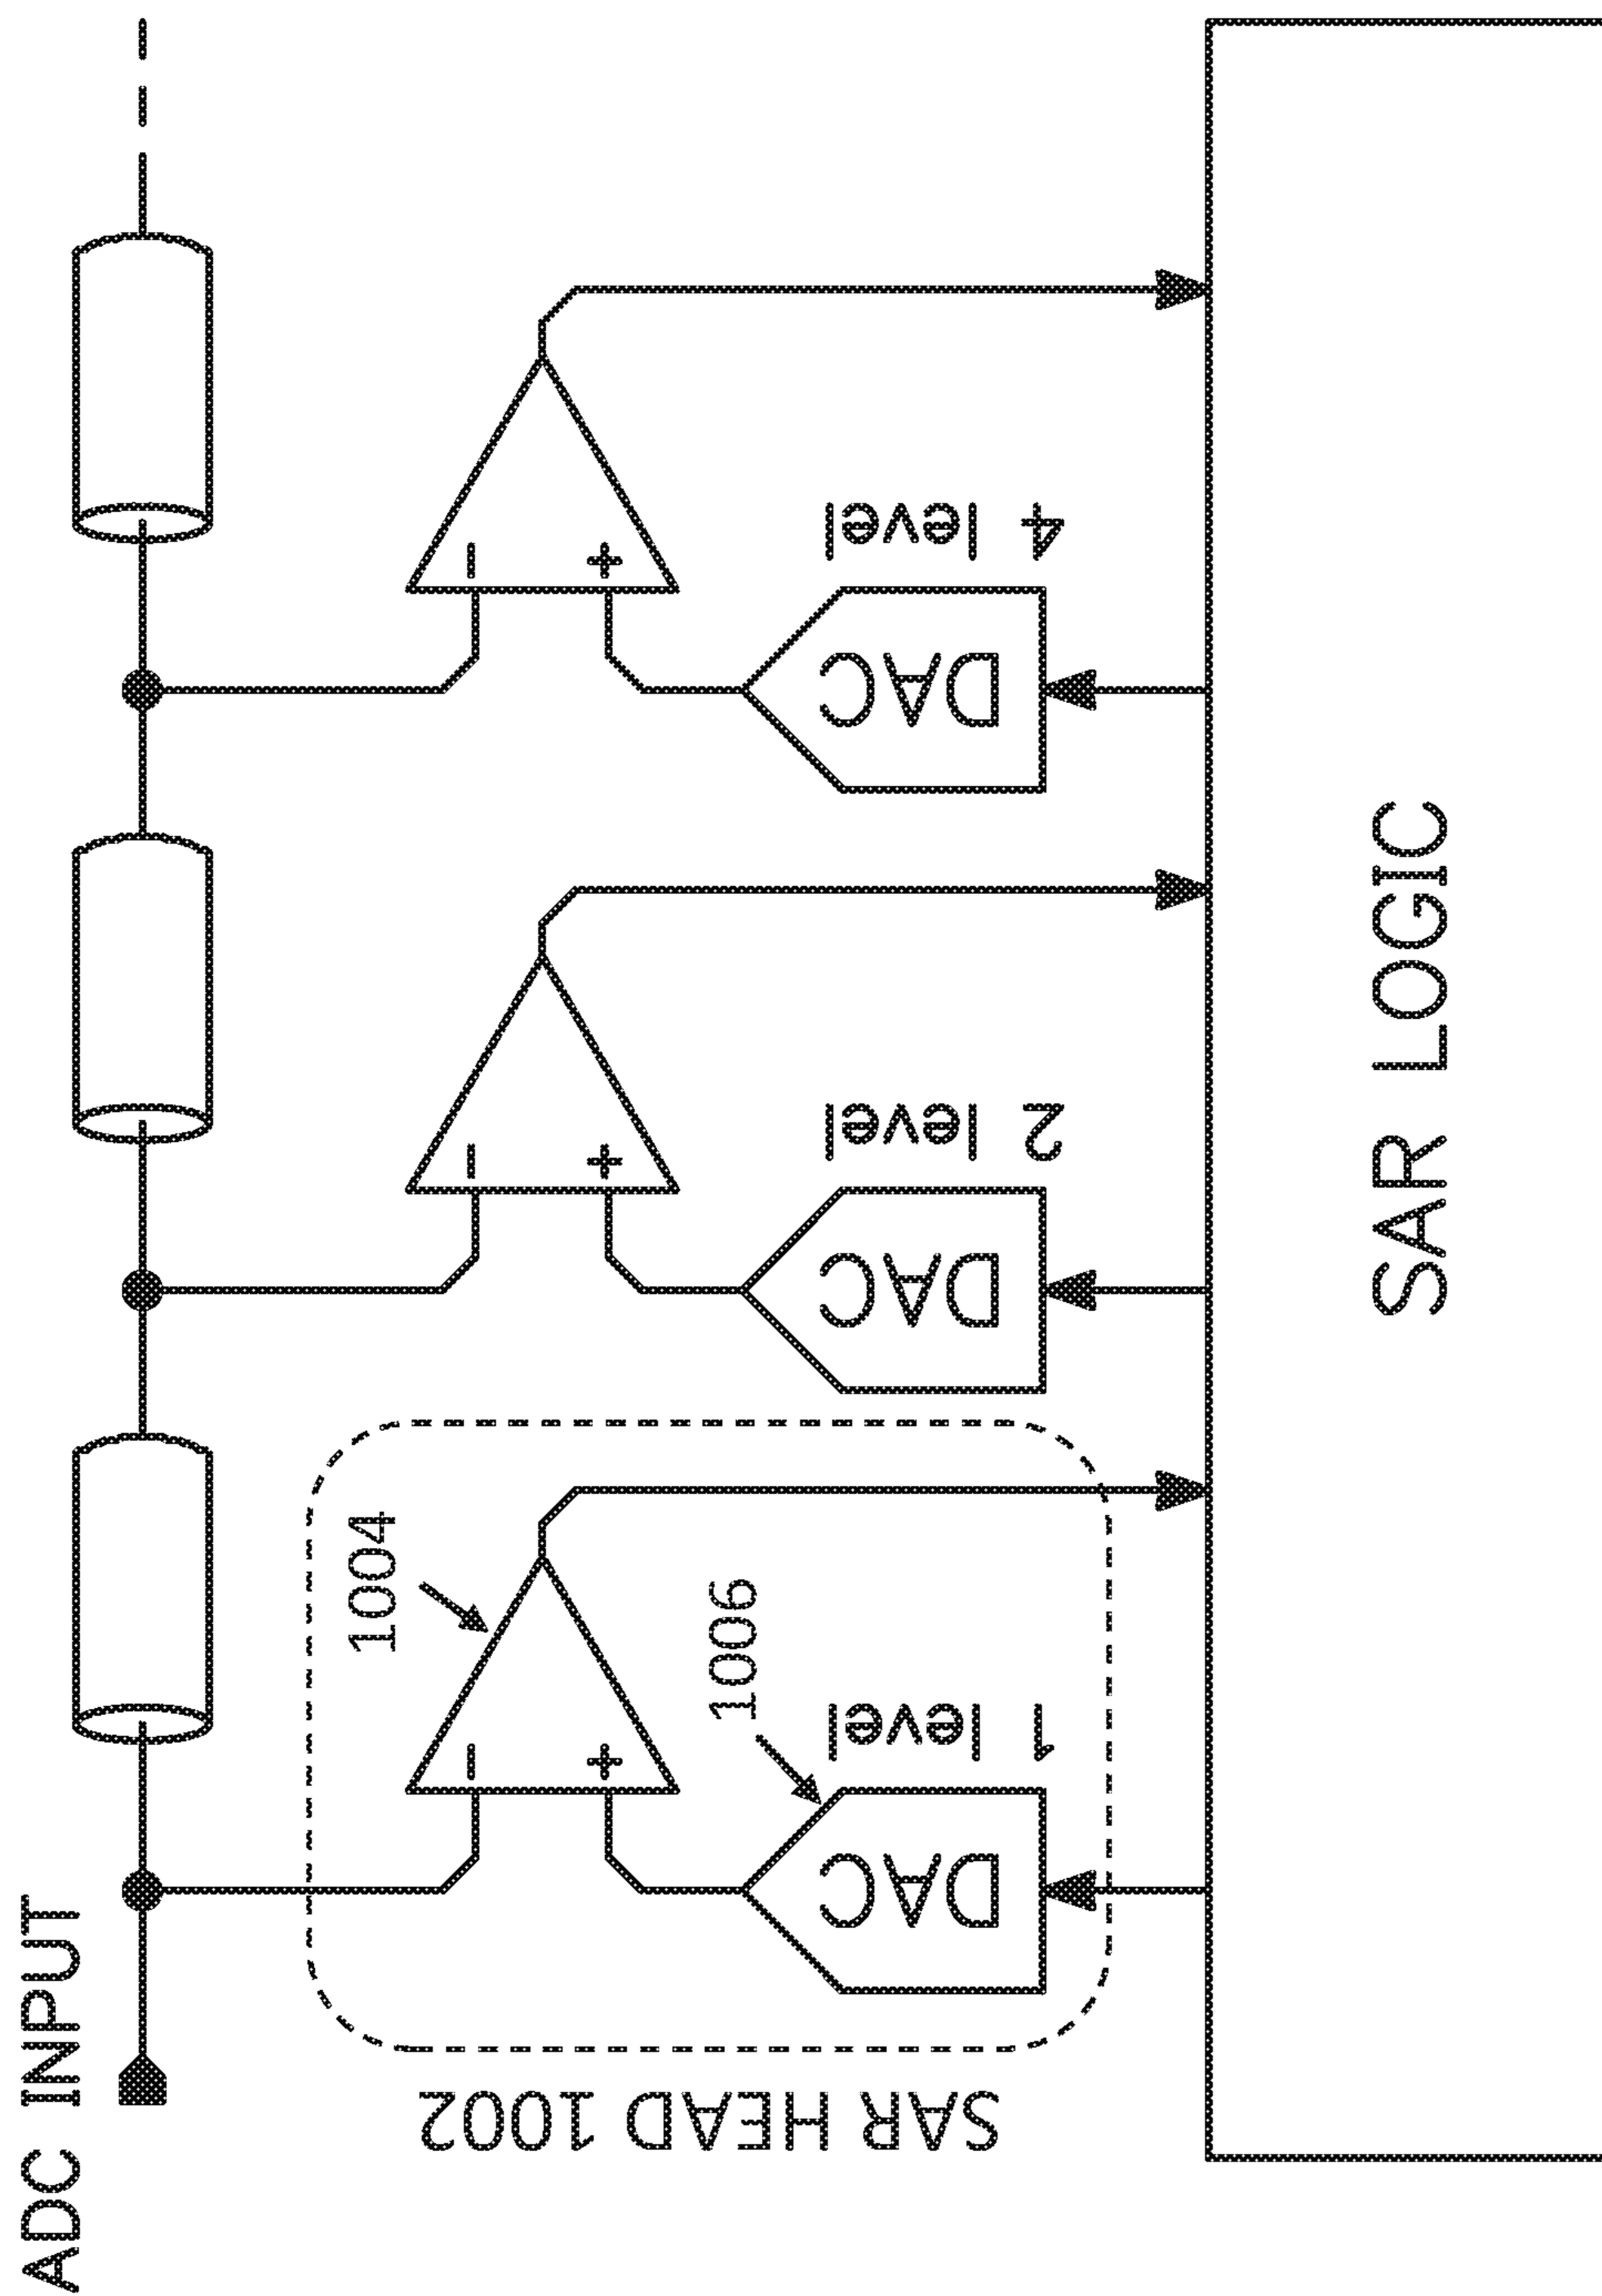 ADC INPUT
SAR HEAD 1002
1004
1006
−
+
DAC
1 level
−
+
DAC
2 level
−
+
DAC
4 level
SAR LOGIC